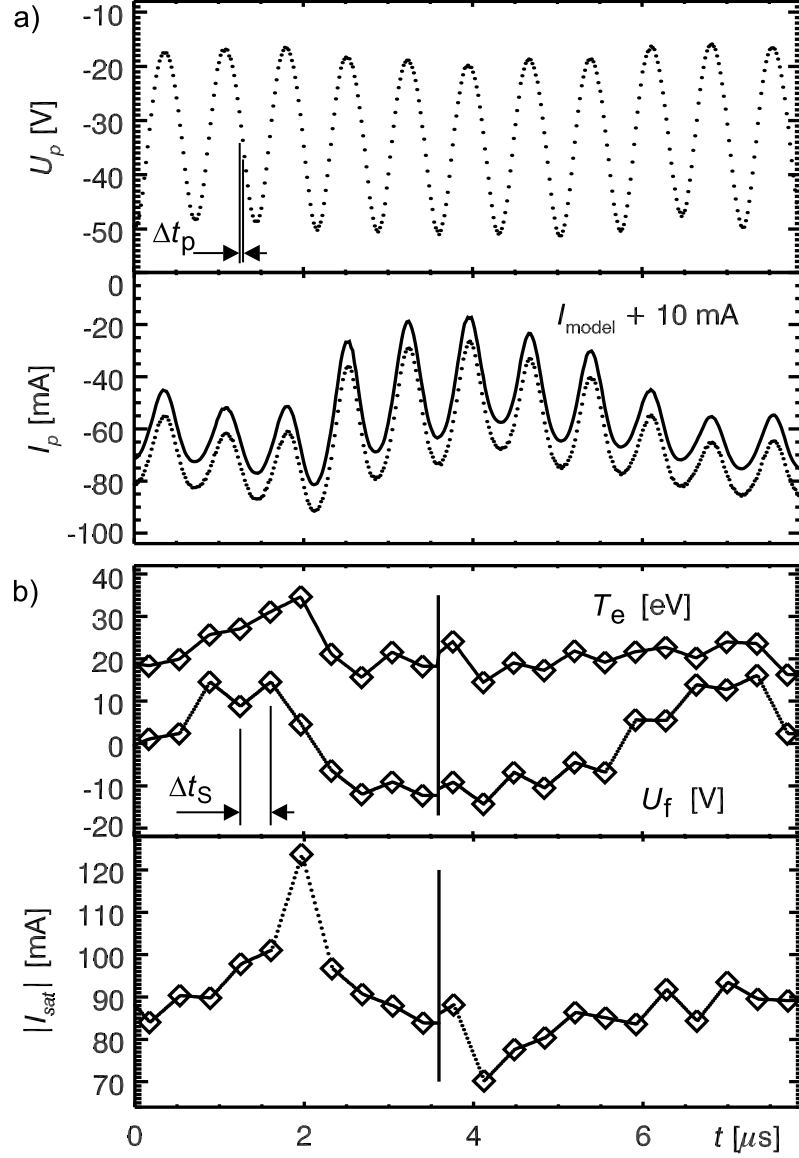 a)
-10
-20
-30
-40
-50
U_p [V]
Δt_p
0
-20
-40
-60
-80
-100
I_p [mA]
I_model + 10 mA
b)
40
30
20
10
0
-10
-20
T_e [eV]
Δt_S
U_f [V]
120
110
100
90
80
70
|I_sat| [mA]
0 2 4 6 t [μs]